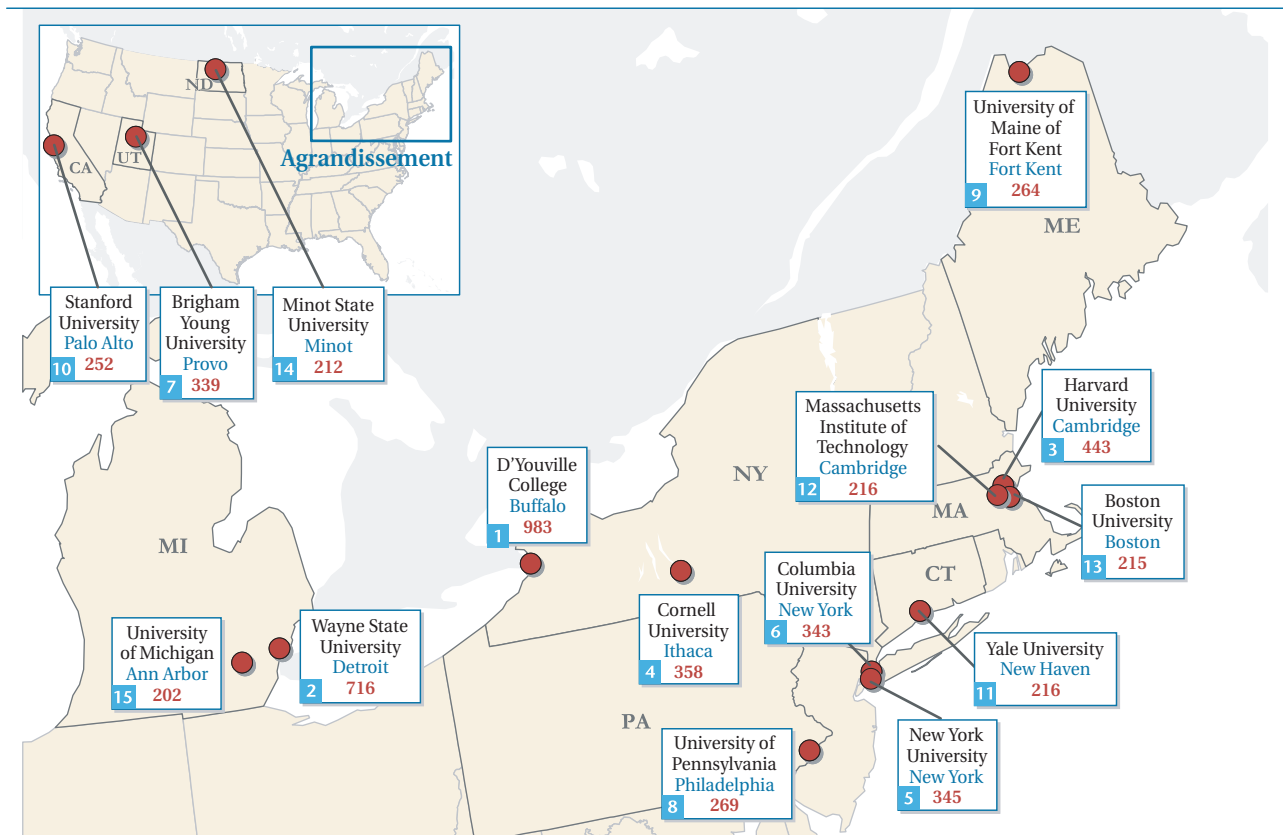 ND
UT
CA
Agrandissement
Stanford
University
Palo Alto
10 252
Brigham
Young
University
Provo
7 339
Minot State
University
Minot
14 212
University of
Maine of
Fort Kent
Fort Kent
9 264
ME
Harvard
University
Cambridge
3 443
Massachusetts
Institute of
Technology
Cambridge
12 216
NY
D'Youville
College
Buffalo
1 983
MA
Boston
University
Boston
13 215
MI
CT
Columbia
University
New York
6 343
Cornell
University
Ithaca
4 358
University
of Michigan
Ann Arbor
15 202
Wayne State
University
Detroit
2 716
Yale University
New Haven
11 216
PA
University of
Pennsylvania
Philadelphia
8 269
New York
University
New York
5 345